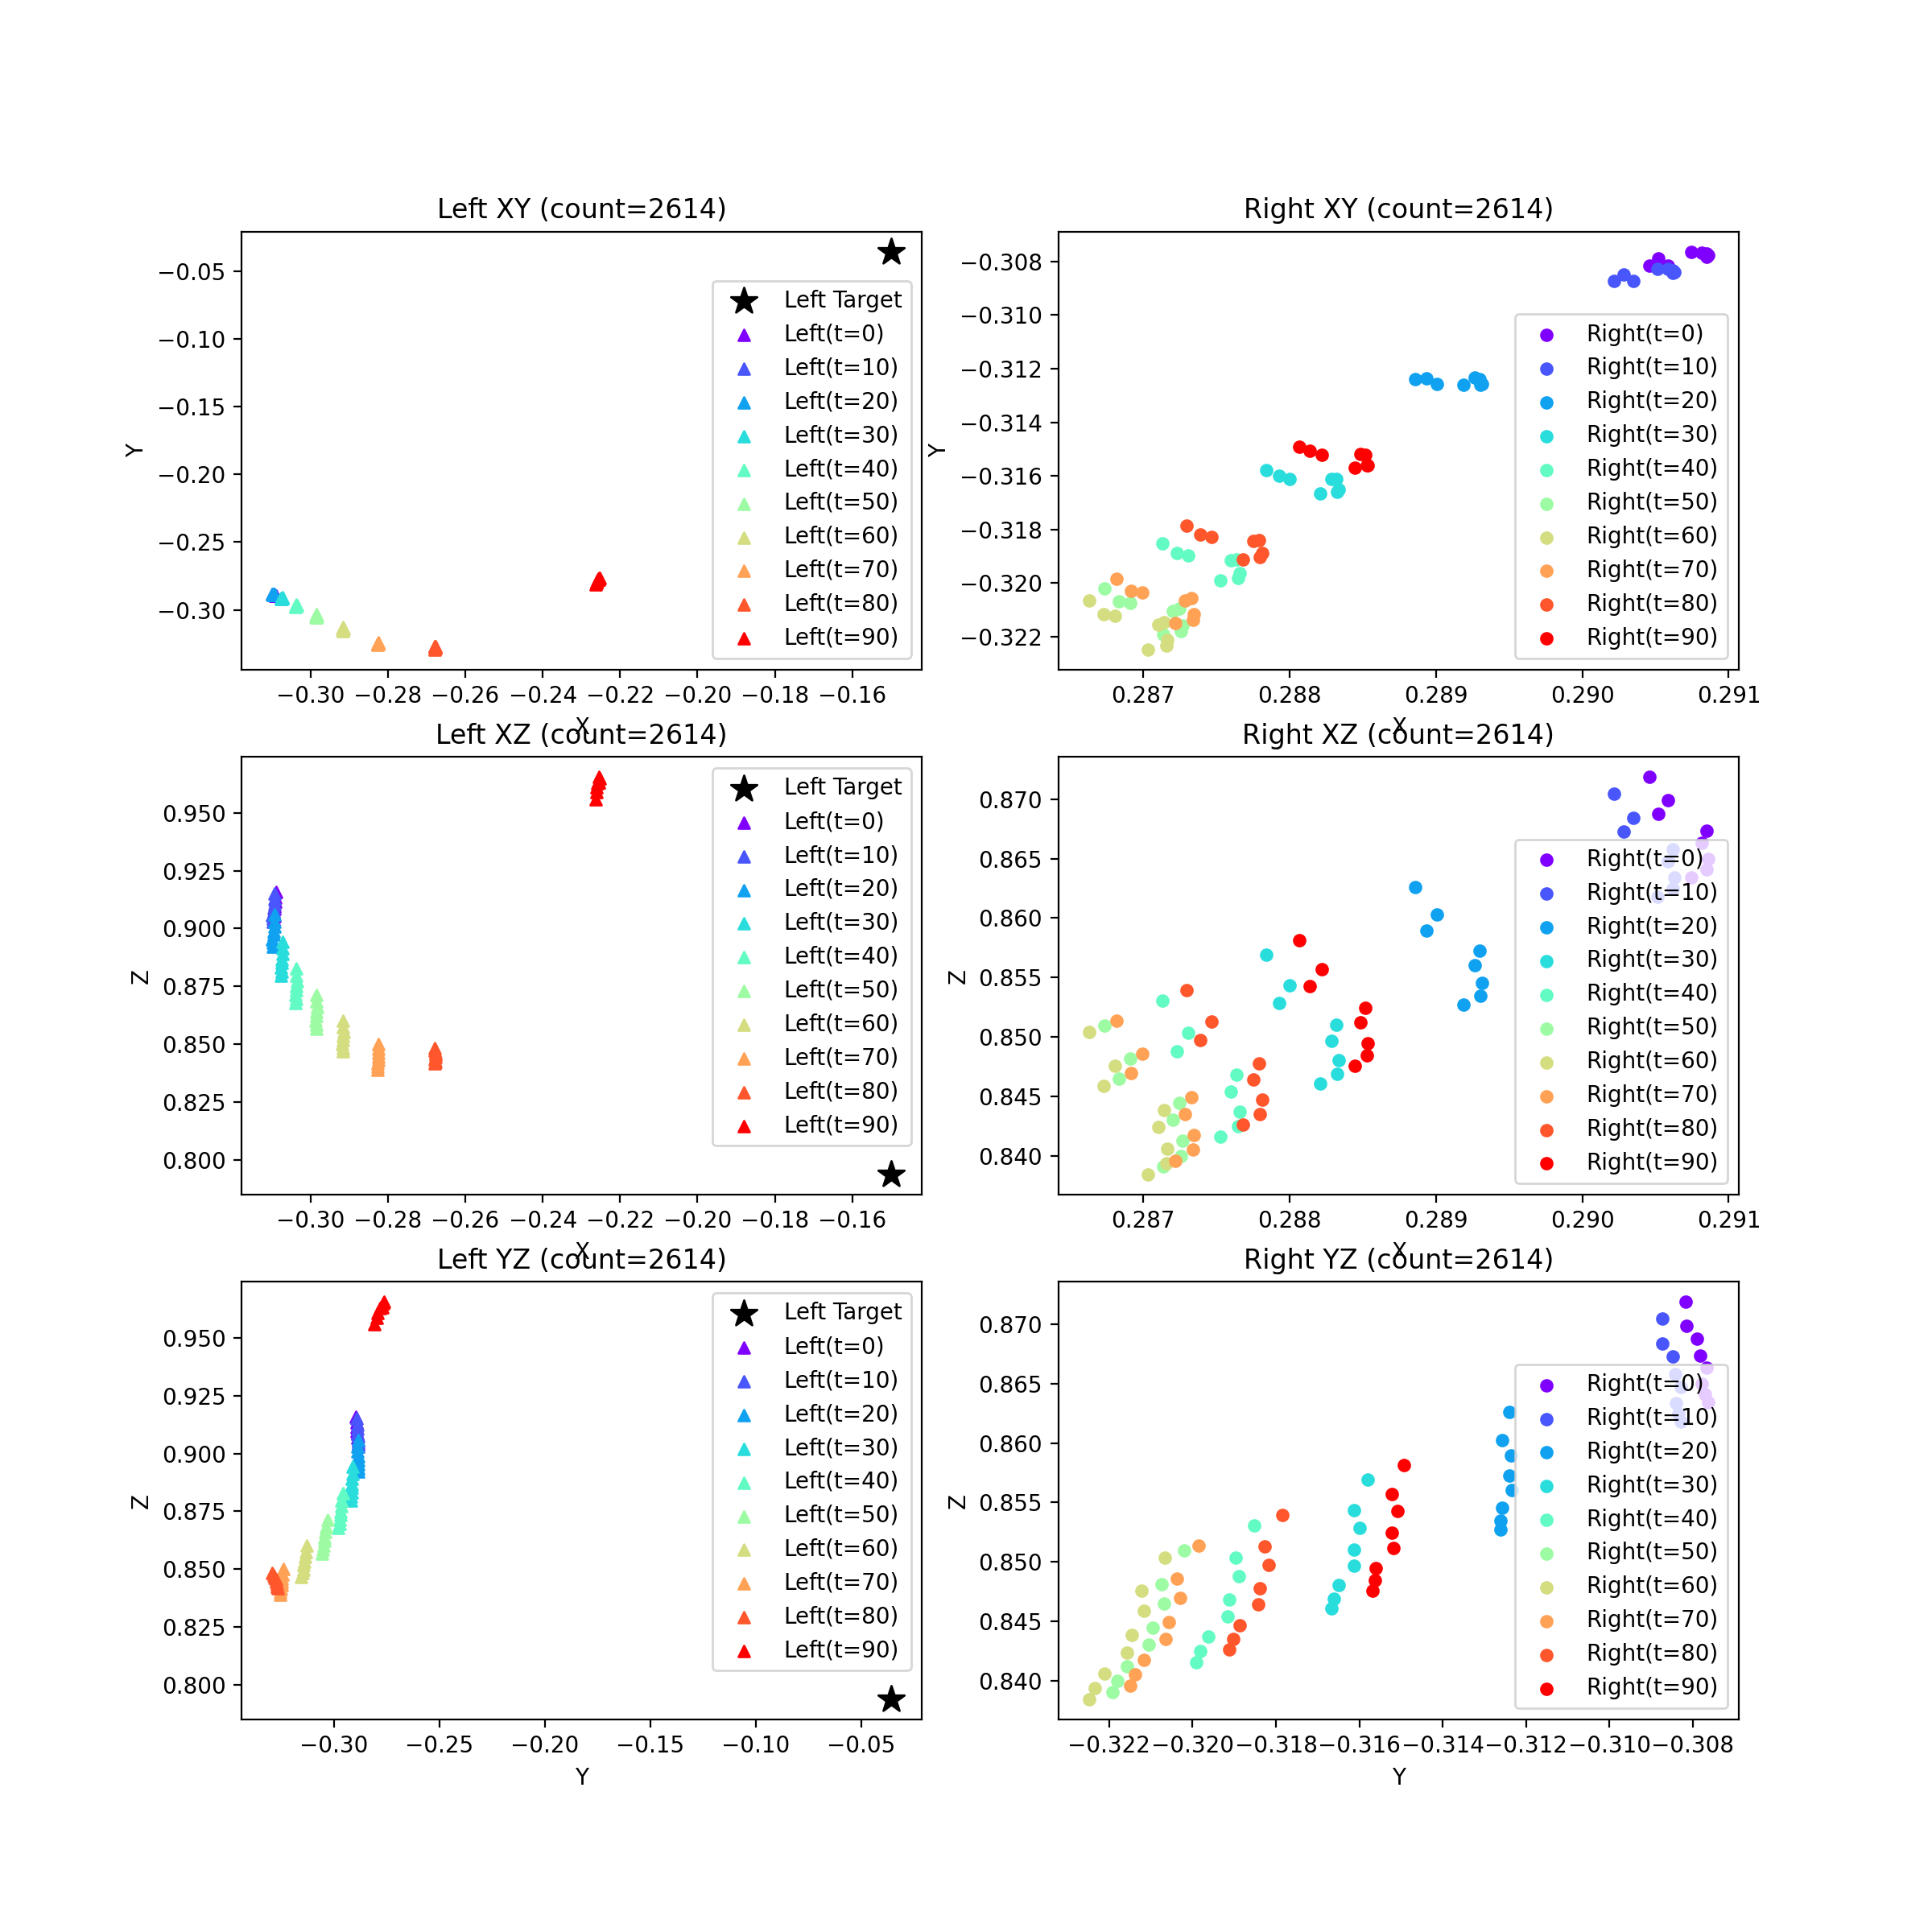 Left XY (count=2614)
Y
−0.05
−0.10
−0.15
−0.20
−0.25
−0.30
Left Target
Left(t=0)
Left(t=10)
Left(t=20)
Left(t=30)
Left(t=40)
Left(t=50)
Left(t=60)
Left(t=70)
Left(t=80)
Left(t=90)
−0.30 −0.28 −0.26 −0.24 −0.22 −0.20 −0.18 −0.16
X
Right XY (count=2614)
Y
−0.308
−0.310
−0.312
−0.314
−0.316
−0.318
−0.320
−0.322
Right(t=0)
Right(t=10)
Right(t=20)
Right(t=30)
Right(t=40)
Right(t=50)
Right(t=60)
Right(t=70)
Right(t=80)
Right(t=90)
0.287 0.288 0.289 0.290 0.291
X
Left XZ (count=2614)
Z
0.950
0.925
0.900
0.875
0.850
0.825
0.800
Left Target
Left(t=0)
Left(t=10)
Left(t=20)
Left(t=30)
Left(t=40)
Left(t=50)
Left(t=60)
Left(t=70)
Left(t=80)
Left(t=90)
−0.30 −0.28 −0.26 −0.24 −0.22 −0.20 −0.18 −0.16
X
Right XZ (count=2614)
Z
0.870
0.865
0.860
0.855
0.850
0.845
0.840
Right(t=0)
Right(t=10)
Right(t=20)
Right(t=30)
Right(t=40)
Right(t=50)
Right(t=60)
Right(t=70)
Right(t=80)
Right(t=90)
0.287 0.288 0.289 0.290 0.291
X
Left YZ (count=2614)
Z
0.950
0.925
0.900
0.875
0.850
0.825
0.800
Left Target
Left(t=0)
Left(t=10)
Left(t=20)
Left(t=30)
Left(t=40)
Left(t=50)
Left(t=60)
Left(t=70)
Left(t=80)
Left(t=90)
−0.30 −0.25 −0.20 −0.15 −0.10 −0.05
Y
Right YZ (count=2614)
Z
0.870
0.865
0.860
0.855
0.850
0.845
0.840
Right(t=0)
Right(t=10)
Right(t=20)
Right(t=30)
Right(t=40)
Right(t=50)
Right(t=60)
Right(t=70)
Right(t=80)
Right(t=90)
−0.322 −0.320 −0.318 −0.316 −0.314 −0.312 −0.310 −0.308
Y